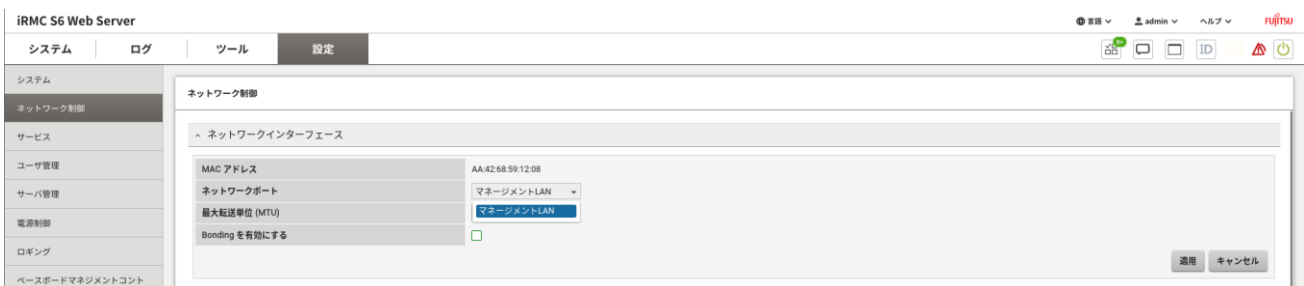 iRMC S6 Web Server
言語 admin ヘルプ FUJITSU
システム ログ ツール 設定
9+ ID
システム
ネットワーク制御
サービス
ユーザ管理
サーバ管理
電源制御
ロギング
ベースボードマネジメントコント
ネットワーク制御
ネットワークインターフェース
MAC アドレス AA:42:68:59:12:08
ネットワークポート マネージメントLAN
マネージメントLAN
最大転送単位 (MTU)
Bonding を有効にする
適用 キャンセル